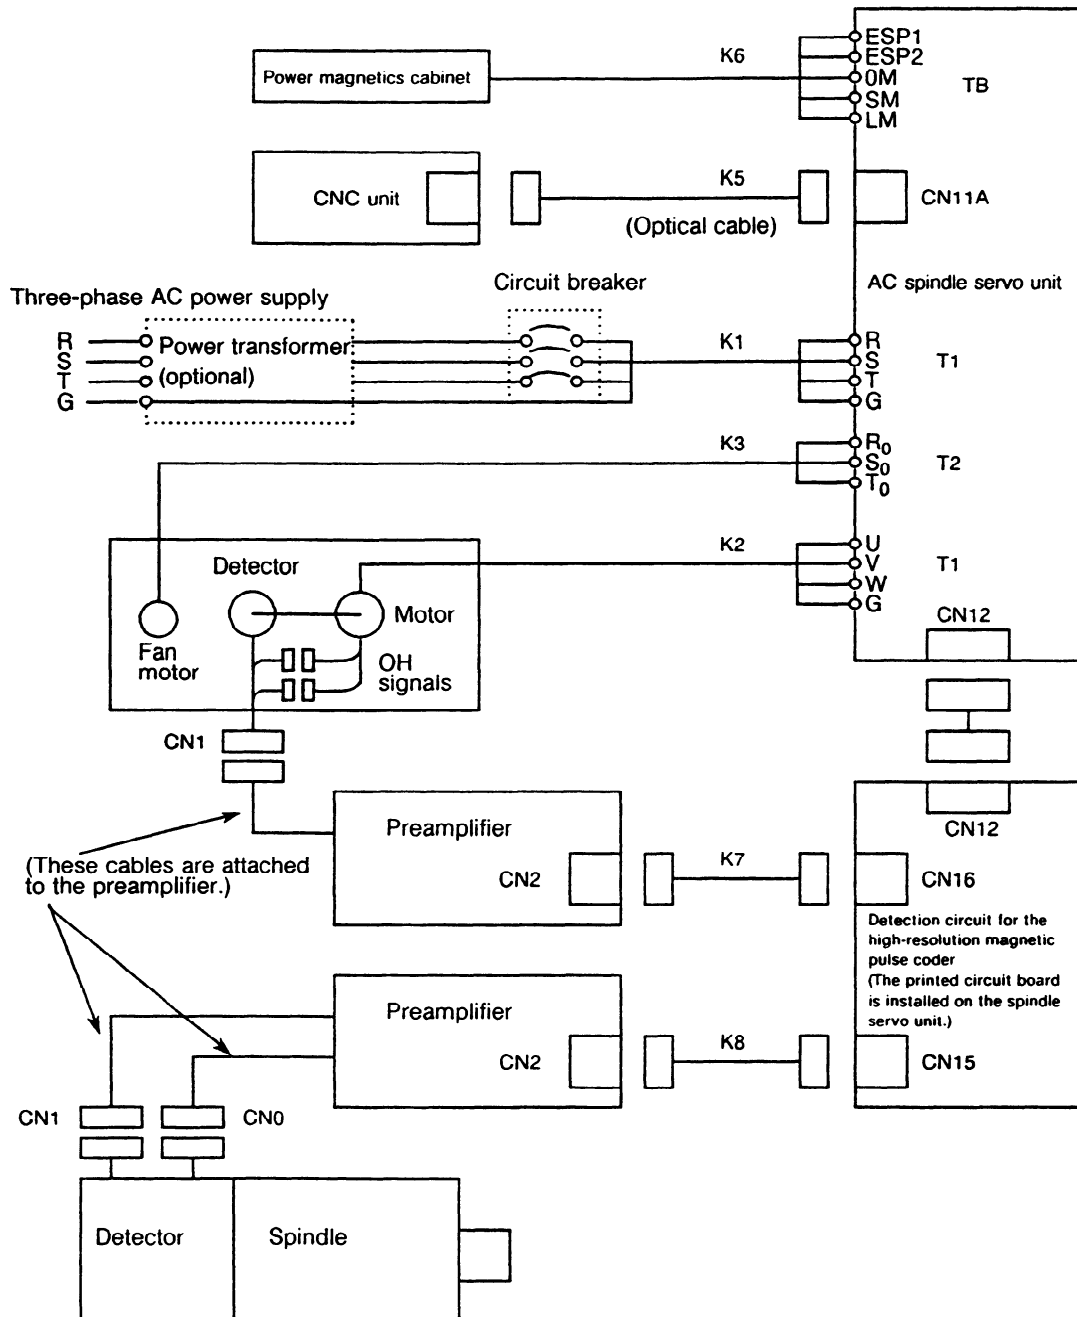 ESP1
ESP2
0M
SM
LM
K6
TB
Power magnetics cabinet
CNC unit
K5
(Optical cable)
CN11A
Circuit breaker
AC spindle servo unit
Three-phase AC power supply
R
S
T
G
Power transformer
(optional)
K1
R
S
T
G
T1
K3
R0
S0
T0
T2
K2
U
V
W
G
T1
Detector
Motor
Fan
motor
OH
signals
CN12
CN1
Preamplifier
CN2
K7
CN12
CN16
(These cables are attached
to the preamplifier.)
Detection circuit for the
high-resolution magnetic
pulse coder
(The printed circuit board
is installed on the spindle
servo unit.)
Preamplifier
CN2
K8
CN15
CN1
CN0
Detector
Spindle